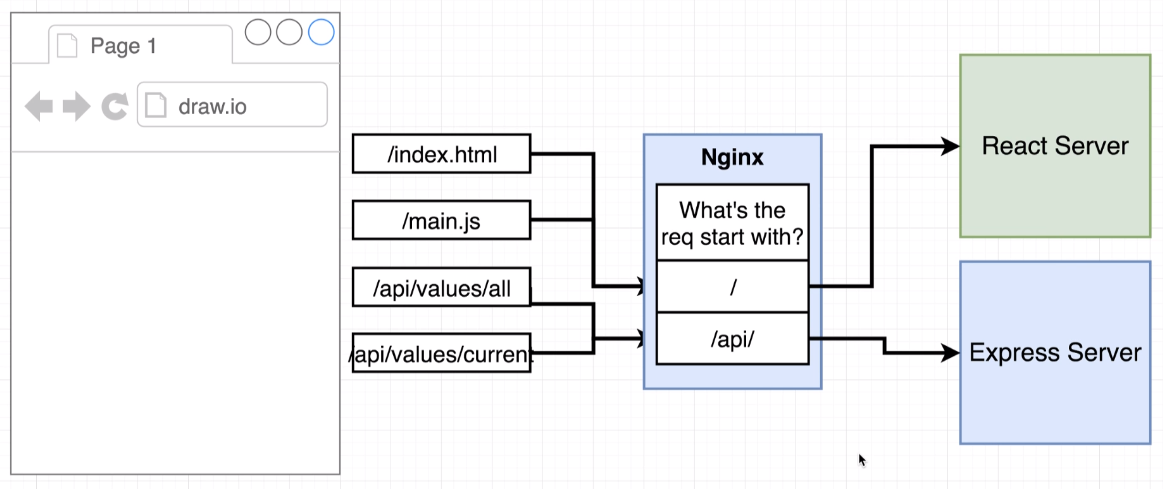 Page 1
draw.io
/index.html
/main.js
/api/values/all
/api/values/current
Nginx
What's the
req start with?
/
/api/
React Server
Express Server